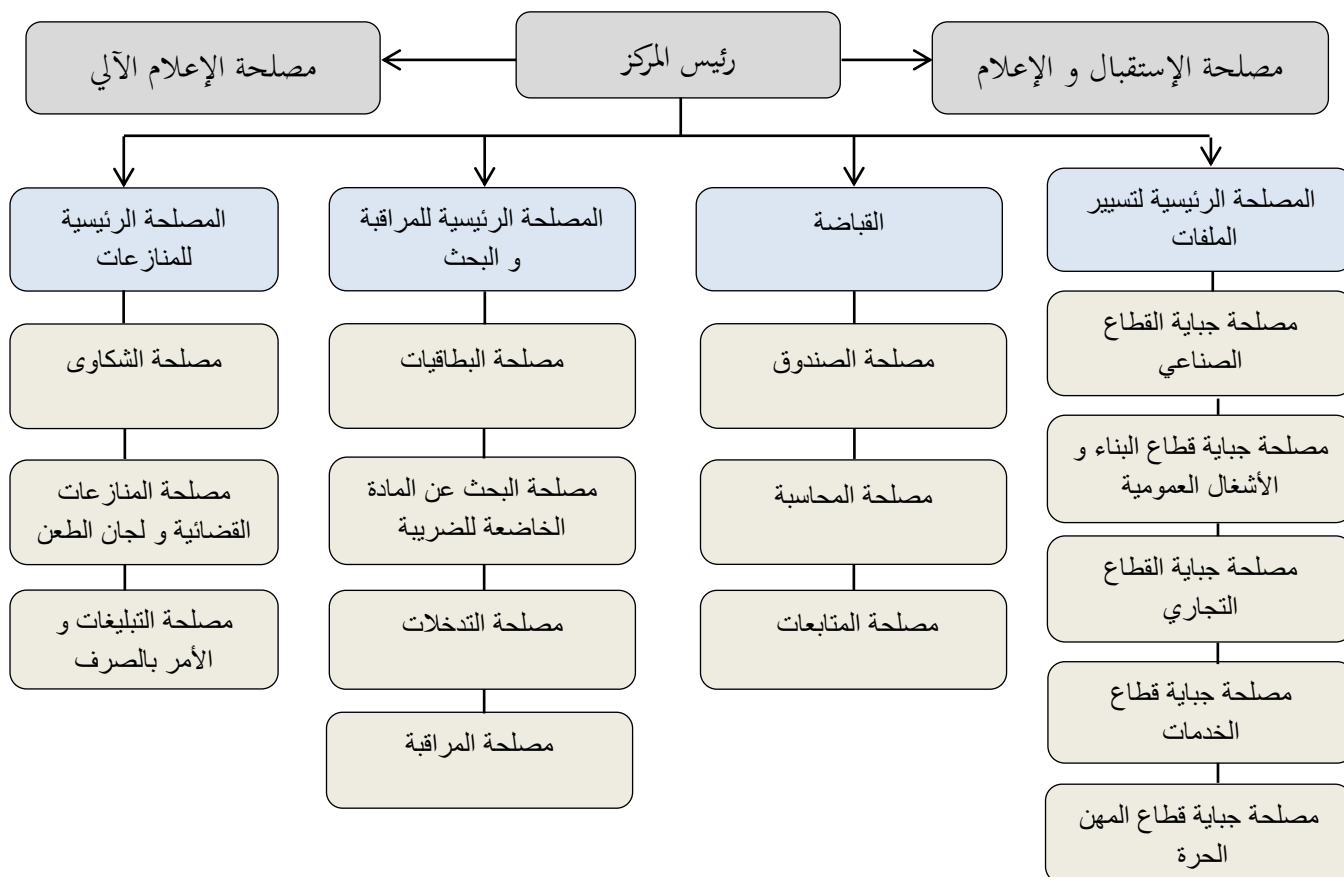 رئيس المركز
مصلحة الإستقبال و الإعلام
مصلحة الإعلام الآلي
المصلحة الرئيسية لتسيير
الملفات
مصلحة جباية القطاع
الصناعي
مصلحة جباية قطاع البناء و
الأشغال العمومية
مصلحة جباية القطاع
التجاري
مصلحة جباية قطاع
الخدمات
مصلحة جباية قطاع المهن
الحرة
القباضة
مصلحة الصندوق
مصلحة المحاسبة
مصلحة المتابعات
المصلحة الرئيسية للمراقبة
و البحث
مصلحة البطاقيات
مصلحة البحث عن المادة
الخاضعة للضريبة
مصلحة التدخلات
مصلحة المراقبة
المصلحة الرئيسية
للمنازعات
مصلحة الشكاوى
مصلحة المنازعات
القضائية و لجان الطعن
مصلحة التبليغات و
الأمر بالصرف